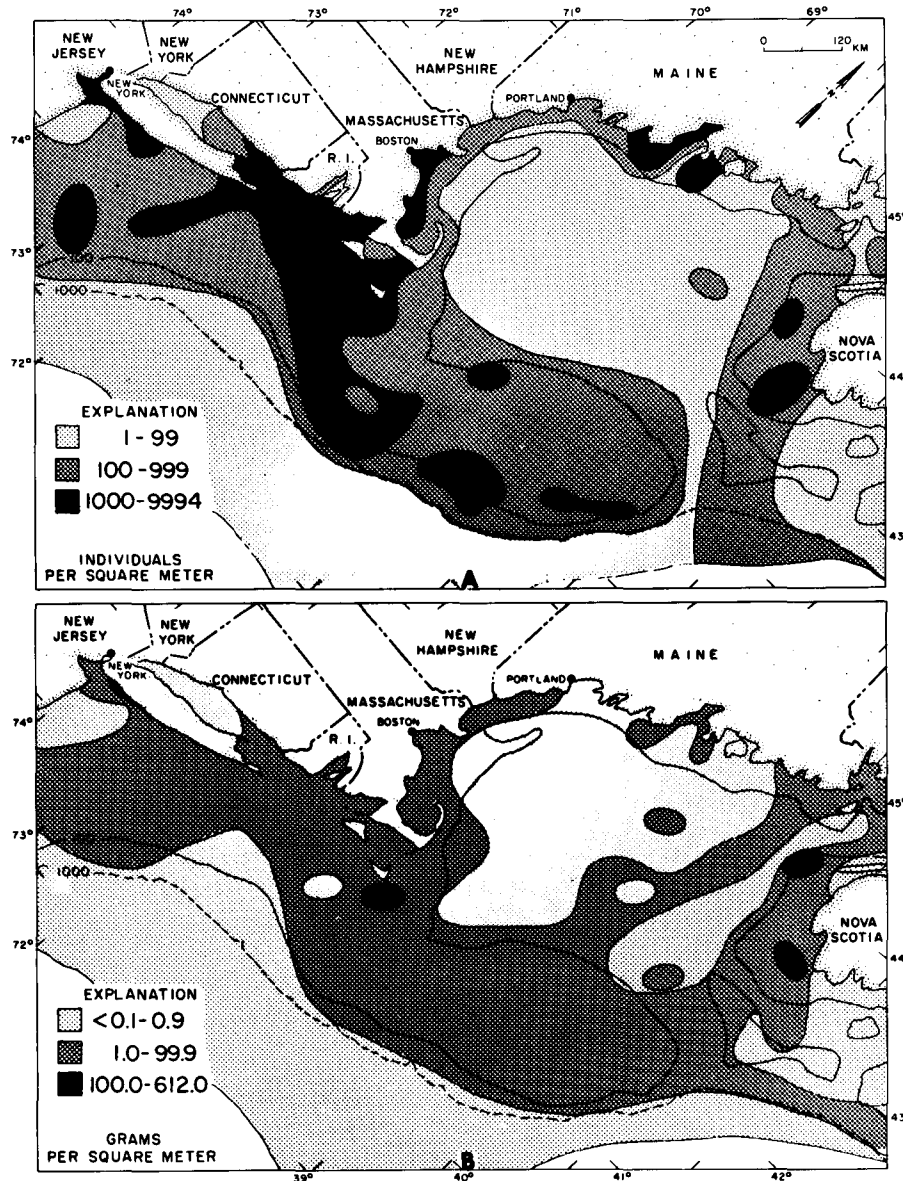 74° 73° 72° 71° 70° 69°
NEW JERSEY
NEW YORK
NEW HAMPSHIRE
MAINE
0 120 KM
NEW YORK
CONNECTICUT
MASSACHUSETTS
BOSTON
PORTLAND
R. I.
74°
73°
72°
45°
44
43
1000
NOVA SCOTIA
EXPLANATION
1-99
100-999
1000-9994
INDIVIDUALS
PER SQUARE METER
A
NEW JERSEY
NEW YORK
NEW HAMPSHIRE
MAINE
NEW YORK
CONNECTICUT
MASSACHUSETTS
BOSTON
PORTLAND
R. I.
74°
73°
72°
45°
44
43
1000
NOVA SCOTIA
EXPLANATION
<0.1-0.9
1.0-99.9
100.0-612.0
GRAMS
PER SQUARE METER
B
39° 40° 41° 42°